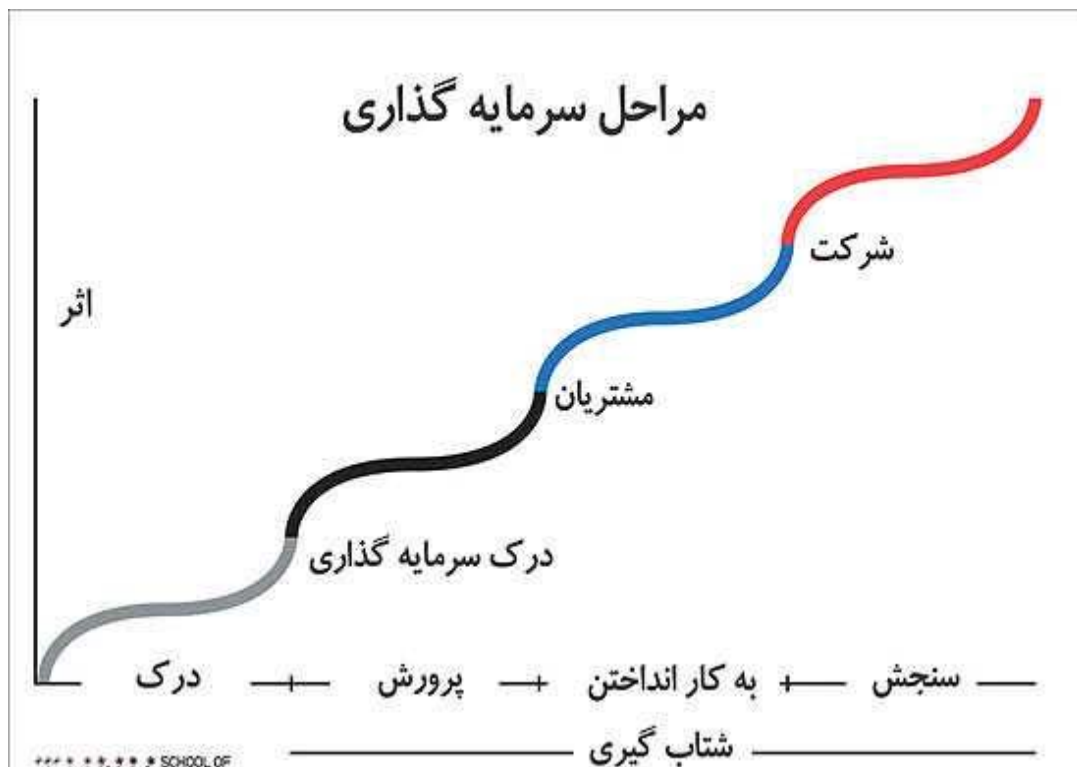 مراحل سرمایه گذاری
شرکت
اثر
مشتریان
درک سرمایه گذاری
درک
پرورش
به کار انداختن
سنجش
شتاب گیری
SCHOOL OF